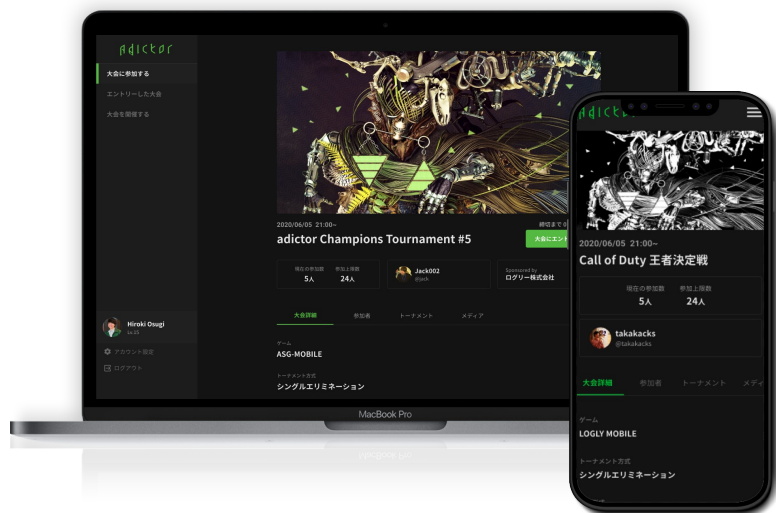 Adictor
大会に参加する
エントリーした大会
大会を開催する
2020/06/05 21:00~
締切まで 0
adictor Champions Tournament #5
大会にエント
現在の参加数
参加上限数
5人
24人
Jack002
@jack
Sponsored by
ログリー株式会社
大会詳細
参加者
トーナメント
メディア
ゲーム
ASG-MOBILE
トーナメント方式
シングルエリミネーション
Hiroki Osugi
Lv.15
アカウント設定
ログアウト
MacBook Pro
Adictor
2020/06/05 21:00~
Call of Duty 王者決定戦
現在の参加数
参加上限数
5人
24人
takakacks
@takakacks
大会詳細
参加者
トーナメント
メディ
ゲーム
LOGLY MOBILE
トーナメント方式
シングルエリミネーション